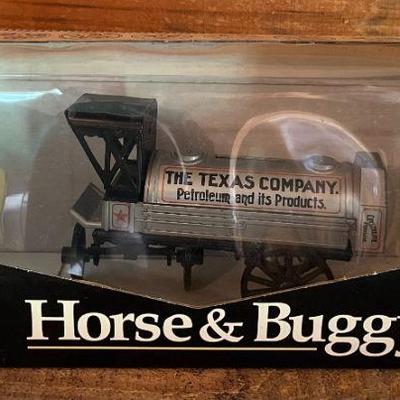 THE TEXAS COMPANY.
Petroleum and its Products.
Horse & Buggy